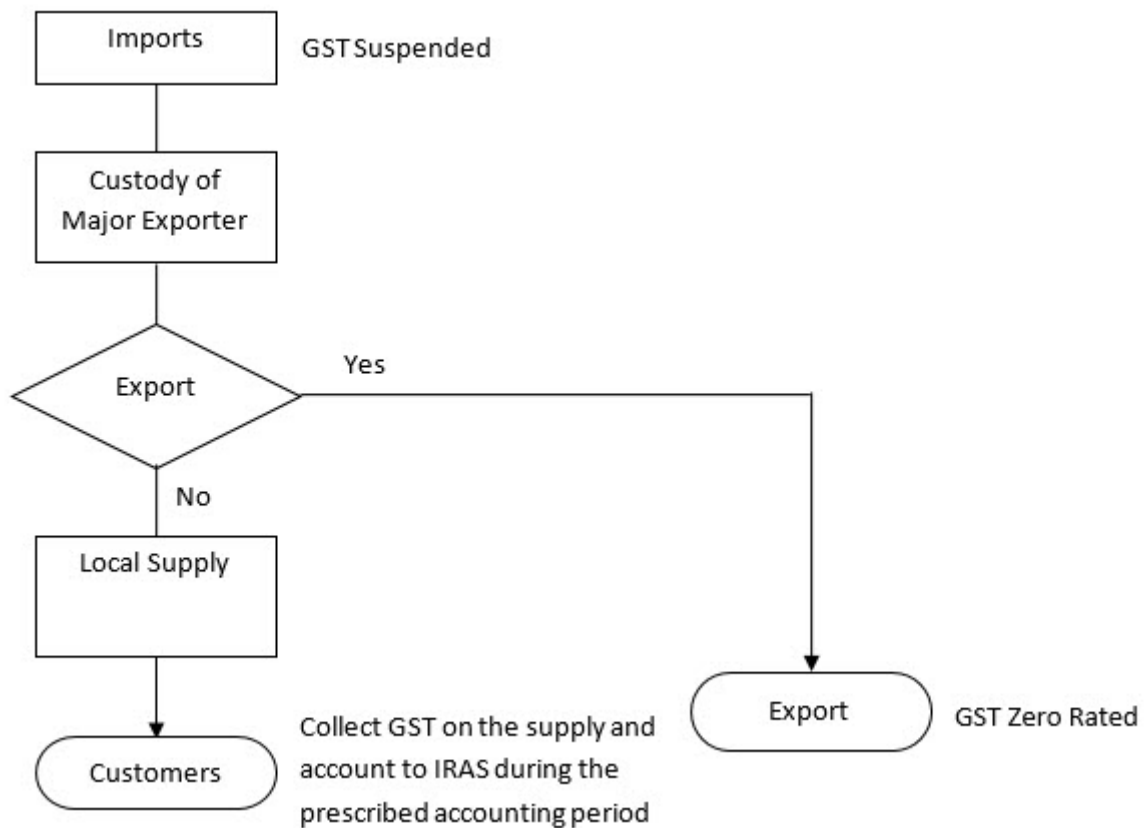 Imports
GST Suspended
Custody of
Major Exporter
Export
Yes
No
Local Supply
Export
GST Zero Rated
Customers
Collect GST on the supply and
account to IRAS during the
prescribed accounting period